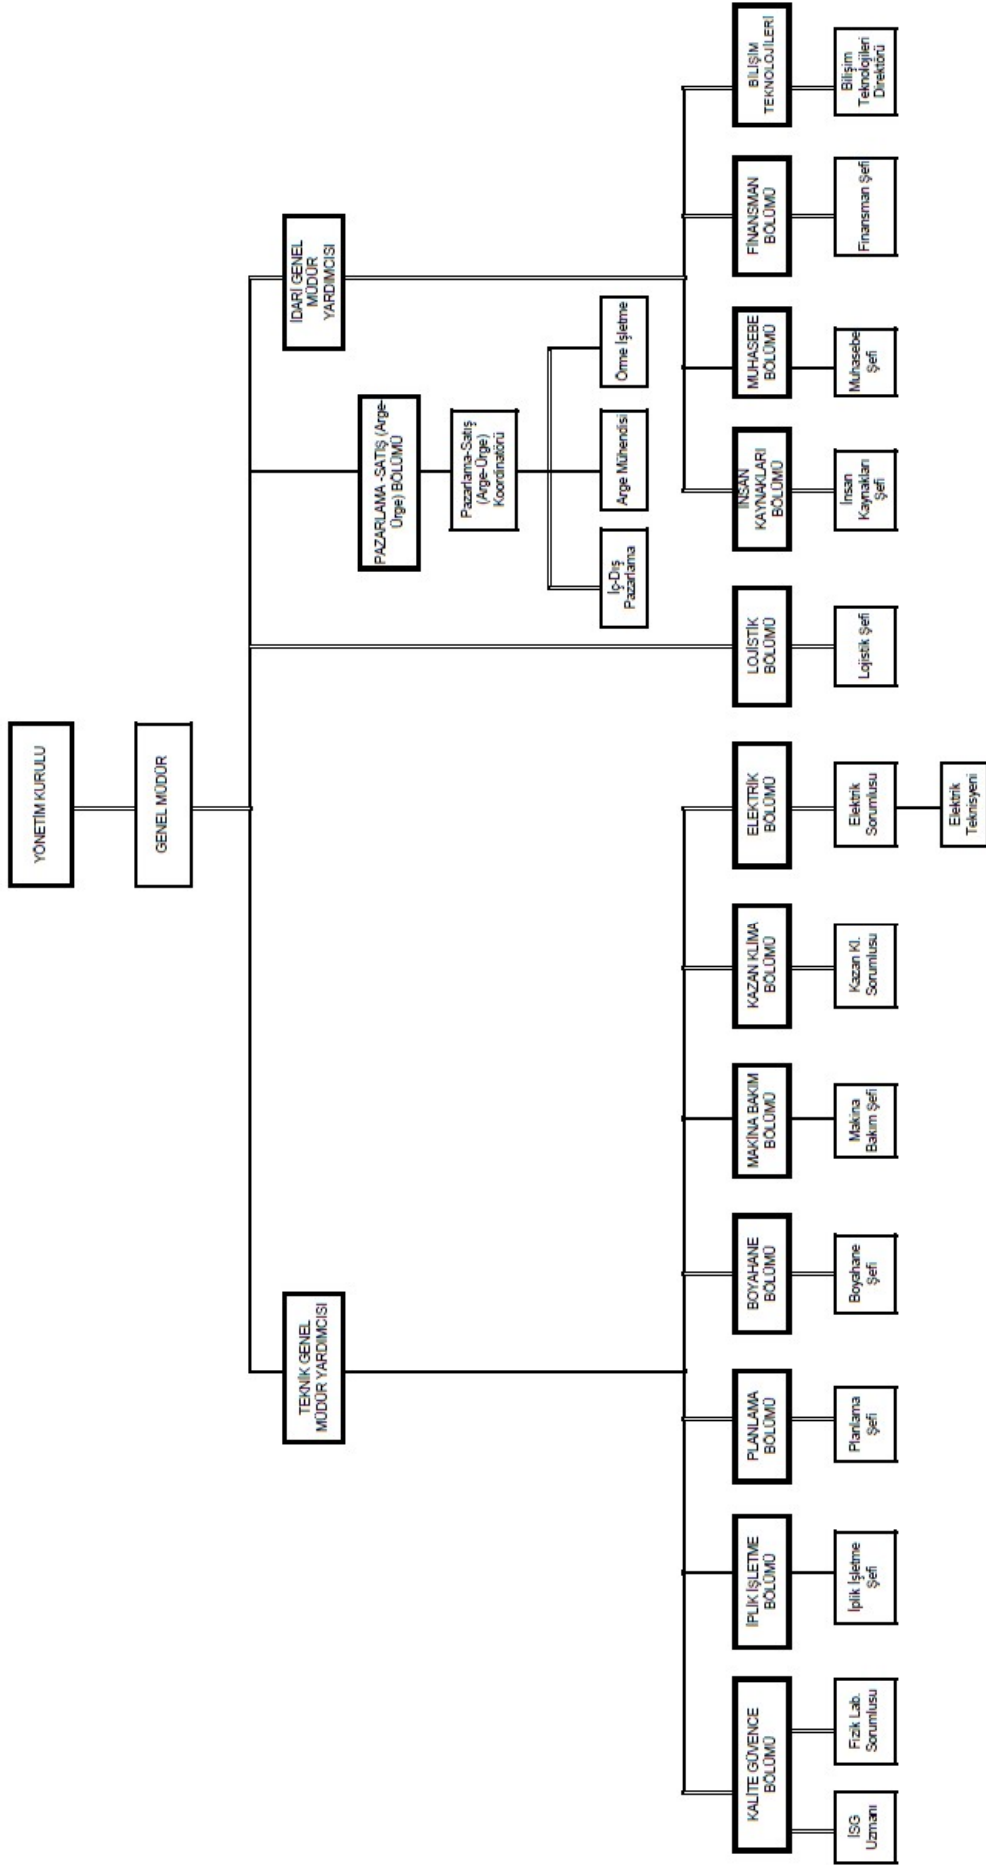 YÖNETİM KURULU
GENEL MÜDÜR
TEKNİK GENEL
MÜDÜR YARDIMCISI
İDARİ GENEL
MÜDÜR
YARDIMCISI
PAZARLAMA -SATIŞ (Arge-
Ürge) BÖLÜMÜ
Pazarlama-Satış
(Arge-Ürge)
Koordinatörü
İç-Dış
Pazarlama
Arge Mühendisi
Örme İşletme
KALİTE GÜVENCE
BÖLÜMÜ
İPLİK İŞLETME
BÖLÜMÜ
PLANLAMA
BÖLÜMÜ
BOYAHANE
BÖLÜMÜ
MAKİNA BAKIM
BÖLÜMÜ
KAZAN KLİMA
BÖLÜMÜ
ELEKTRİK
BÖLÜMÜ
LOJİSTİK
BÖLÜMÜ
İNSAN
KAYNAKLARI
BÖLÜMÜ
MUHASEBE
BÖLÜMÜ
FİNANSMAN
BÖLÜMÜ
BİLİŞİM
TEKNOLOJİLERİ
İSG
Uzmanı
Fizik Lab.
Sorumlusu
İplik İşletme
Şefi
Planlama
Şefi
Boyahane
Şefi
Makina
Bakım Şefi
Kazan Kl.
Sorumlusu
Elektrik
Sorumlusu
Lojistik Şefi
İnsan
Kaynakları
Şefi
Muhasebe
Şefi
Finansman Şefi
Bilişim
Teknolojileri
Direktörü
Elektrik
Teknisyeni